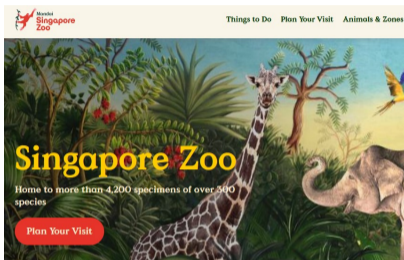 Mandai
Singapore
Zoo
Things to Do Plan Your Visit Animals & Zones
Singapore Zoo
Home to more than 4,200 specimens of over 300
species
Plan Your Visit